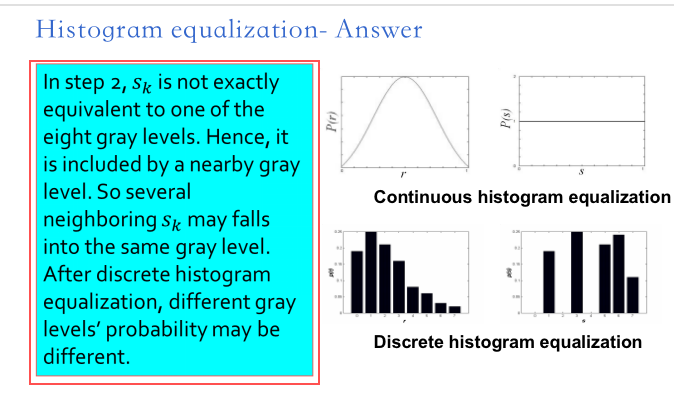 Histogram equalization- Answer
In step 2, sₖ is not exactly
equivalent to one of the
eight gray levels. Hence, it
is included by a nearby gray
level. So several
neighboring sₖ may falls
into the same gray level.
After discrete histogram
equalization, different gray
levels' probability may be
different.
P(r)
r
P(s)
s
Continuous histogram equalization
r
s
Discrete histogram equalization